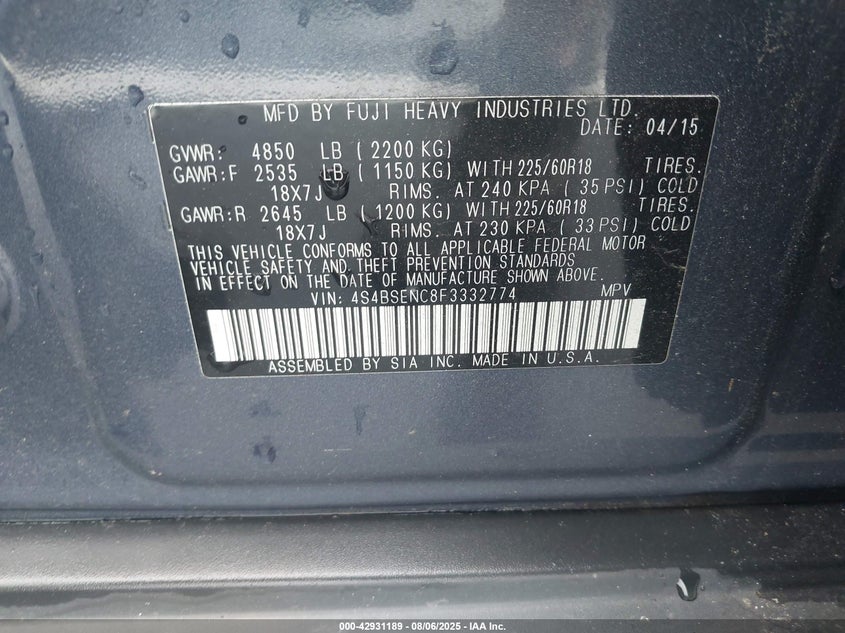 MFD BY FUJI HEAVY INDUSTRIES LTD.
DATE: 04/15
GVWR: 4850 LB (2200 KG)
GAWR:F 2535 LB (1150 KG) WITH 225/60R18 TIRES.
18X7J RIMS. AT 240 KPA (35 PSI) COLD
GAWR:R 2645 LB (1200 KG) WITH 225/60R18 TIRES.
18X7J RIMS. AT 230 KPA (33 PSI) COLD
THIS VEHICLE CONFORMS TO ALL APPLICABLE FEDERAL MOTOR
VEHICLE SAFETY AND THEFT PREVENTION STANDARDS
IN EFFECT ON THE DATE OF MANUFACTURE SHOWN ABOVE.
VIN: 4S4BSENC8F3332774 MPV
ASSEMBLED BY SIA INC. MADE IN U.S.A.
000-42931189 - 08/06/2025 - IAA Inc.